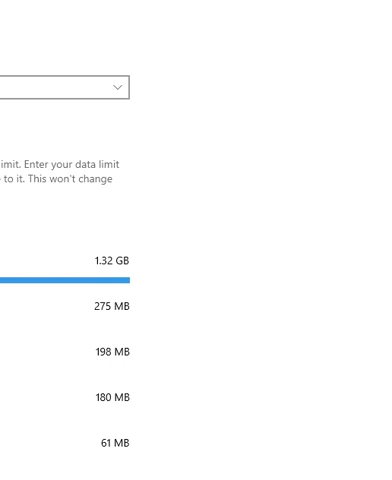 imit. Enter your data limit
to it. This won't change
1.32 GB
275 MB
198 MB
180 MB
61 MB